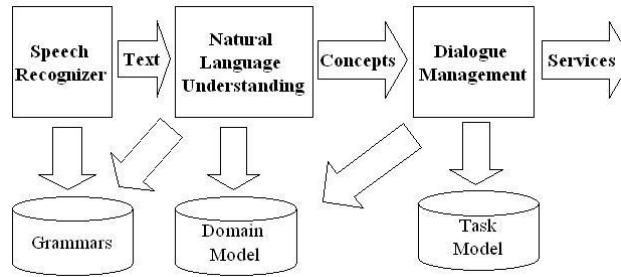 Speech
Recognizer
Text
Natural
Language
Understanding
Concepts
Dialogue
Management
Services
Grammars
Domain
Model
Task
Model